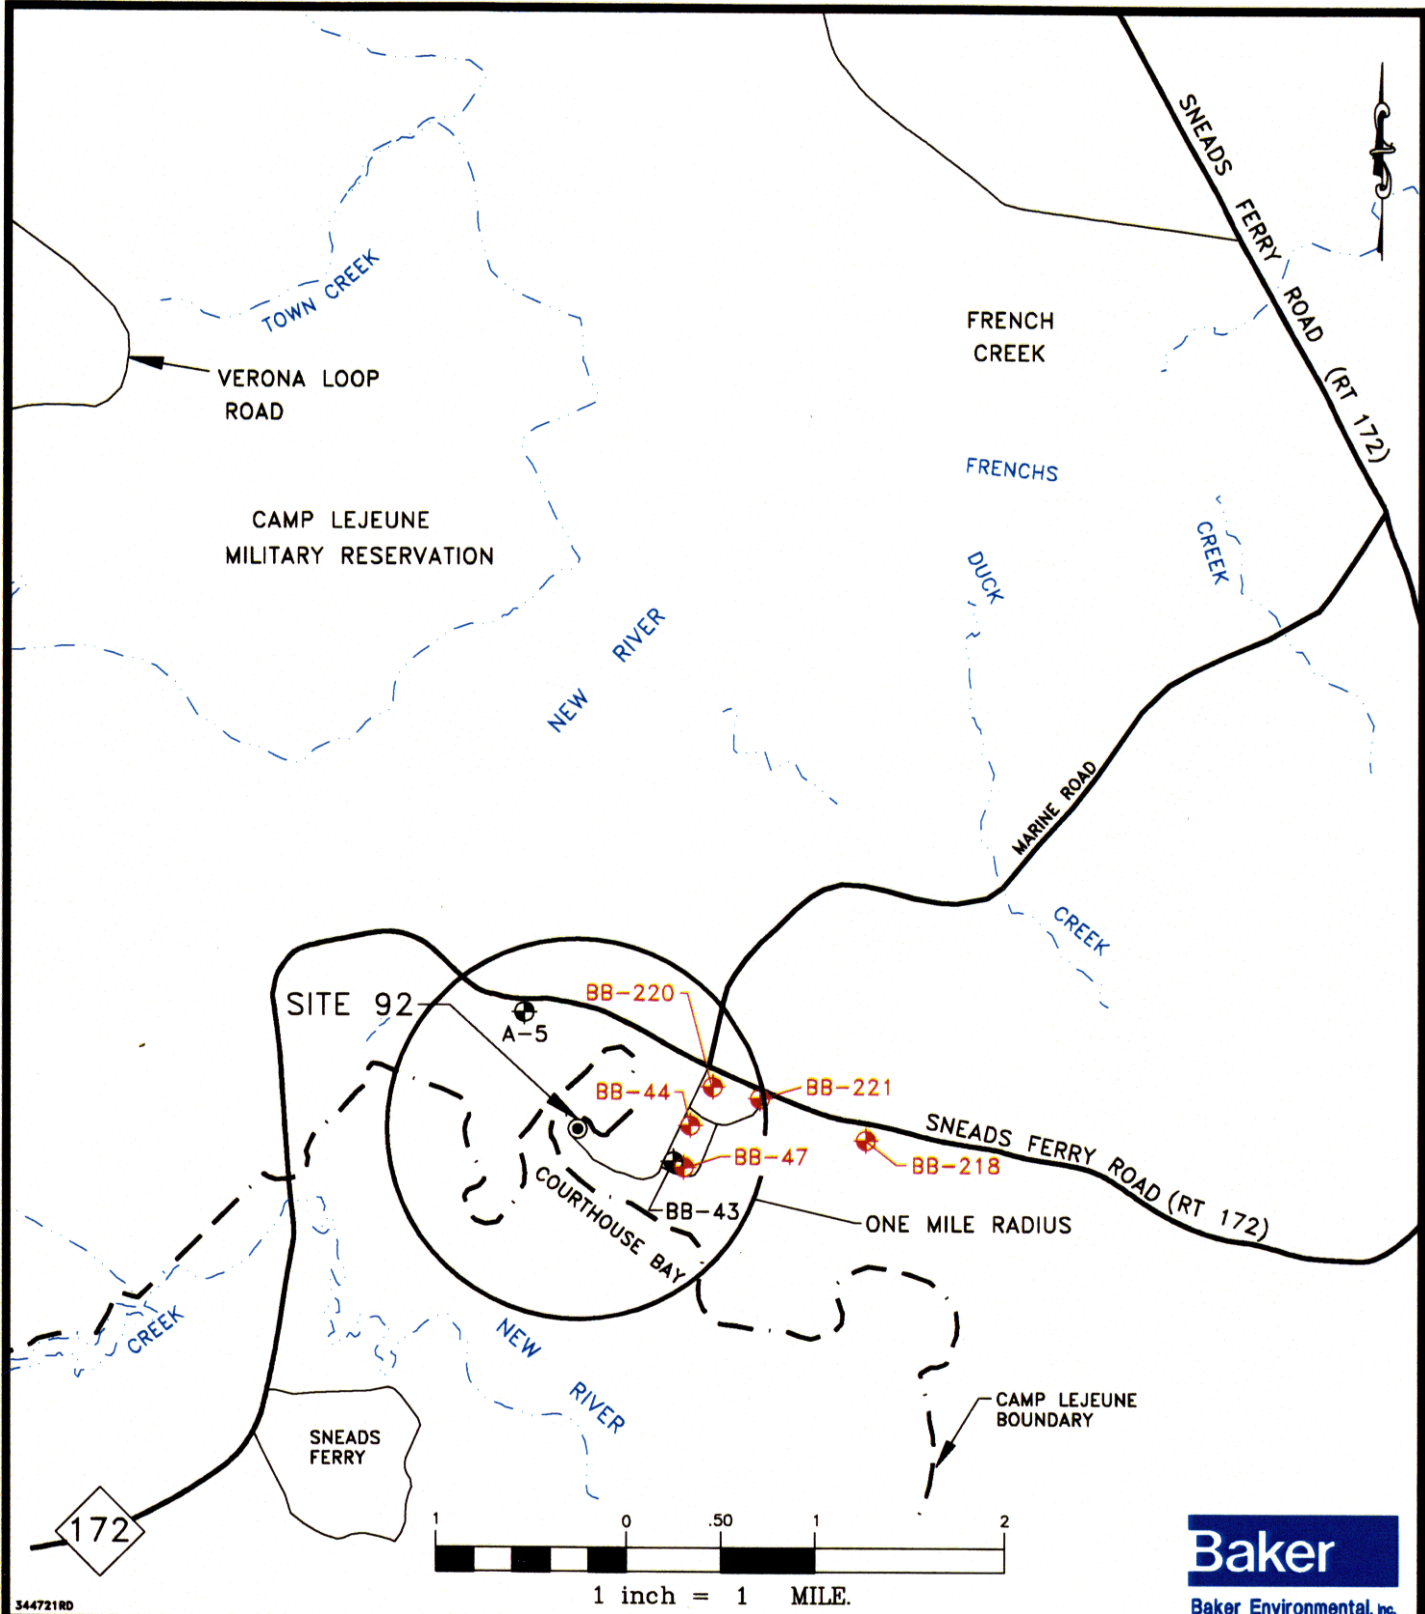 SNEADS FERRY ROAD (RT 172)
TOWN CREEK
FRENCH
CREEK
VERONA LOOP
ROAD
FRENCHS
CREEK
CAMP LEJEUNE
MILITARY RESERVATION
DUCK
NEW RIVER
MARINE ROAD
CREEK
SITE 92
BB-220
A-5
BB-44
BB-221
SNEADS FERRY ROAD (RT 172)
BB-47
BB-218
COURTHOUSE BAY
BB-43
ONE MILE RADIUS
CREEK
NEW
RIVER
CAMP LEJEUNE
BOUNDARY
SNEADS
FERRY
172
1 0 .50 1 2
1 inch = 1 MILE.
Baker
Baker Environmental, Inc.
344721RD